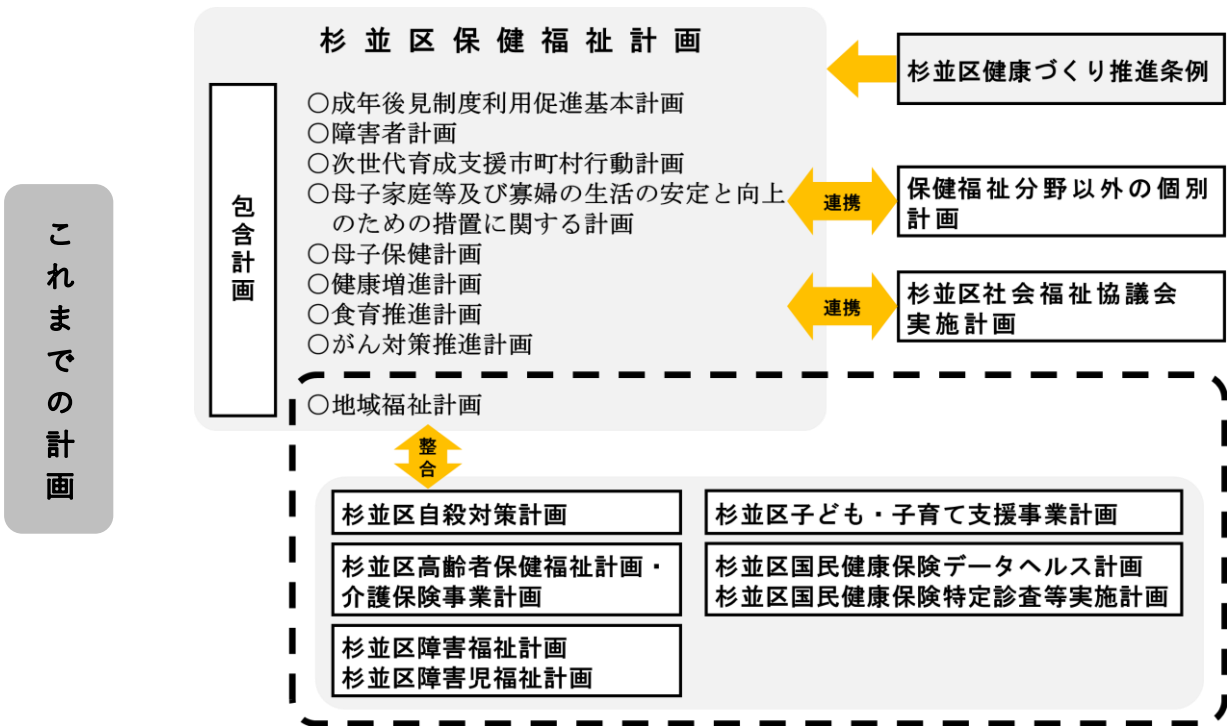 これまでの計画
杉並区保健福祉計画
包含計画
○成年後見制度利用促進基本計画
○障害者計画
○次世代育成支援市町村行動計画
○母子家庭等及び寡婦の生活の安定と向上
のための措置に関する計画
○母子保健計画
○健康増進計画
○食育推進計画
○がん対策推進計画
○地域福祉計画
杉並区健康づくり推進条例
連携
保健福祉分野以外の個別
計画
連携
杉並区社会福祉協議会
実施計画
整合
杉並区自殺対策計画
杉並区高齢者保健福祉計画・
介護保険事業計画
杉並区障害福祉計画
杉並区障害児福祉計画
杉並区子ども・子育て支援事業計画
杉並区国民健康保険データヘルス計画
杉並区国民健康保険特定診査等実施計画